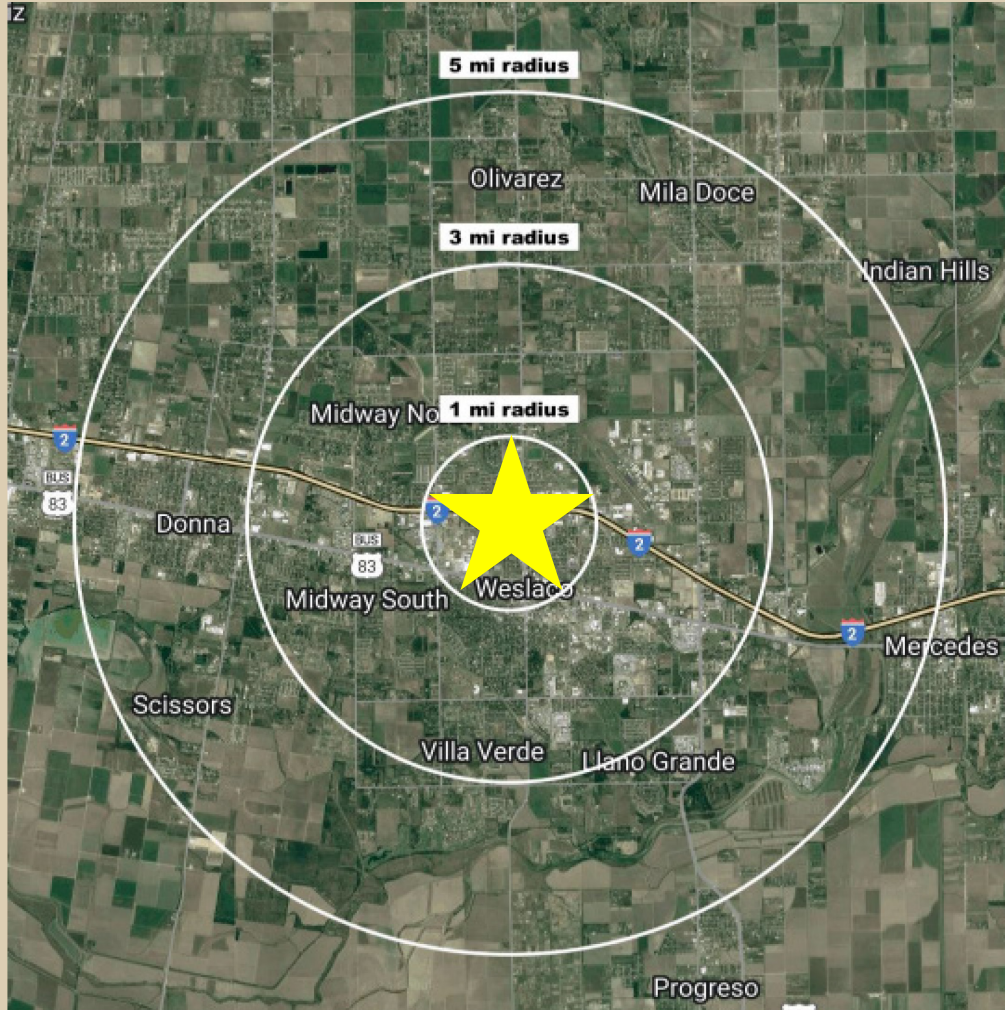 IZ
5 mi radius
Olivarez
Mila Doce
3 mi radius
Indian Hills
Midway No
1 mi radius
2
BUS
83
2
Donna
BUS
83
2
Weslaco
Midway South
2
Mercedes
Scissors
Villa Verde
Llano Grande
Progreso